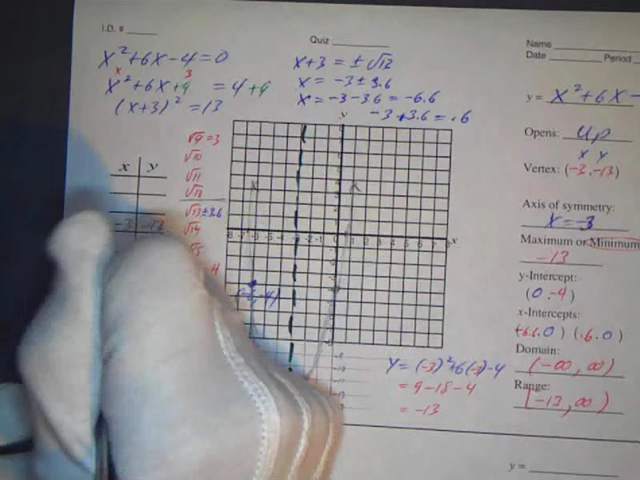 I.D. #
Quiz
Name
Date Period
x²+6x-4=0
x 3
x²+6x+9 = 4+9
(x+3)²=13
x+3 = ±√12
x = -3 ± 3.6
x = -3-3.6 = -6.6
-3+3.6 = .6
y = x²+6x-
Opens: up
x y
Vertex: (-3,-13)
Axis of symmetry:
x=-3
Maximum or Minimum
-13
y-Intercept:
(0,-4)
x-Intercepts:
(-6.6,0) (.6,0)
Domain:
(-∞, ∞)
Range:
[-13, ∞)
x y
-3 -13
√9=3
√10
√11
√12
√13±3.6
√14
√15
4
y
x
y = (-3)²+6(-3)-4
= 9-18-4
= -13
y =